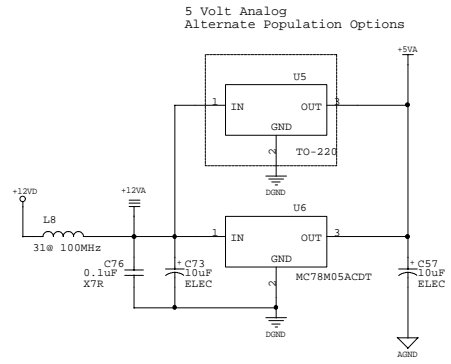 5 Volt Analog
Alternate Population Options
+5VA
U5
1 IN OUT 3
GND
2
TO-220
DGND
+12VD
+12VA
L8
31@ 100MHz
U6
1 IN OUT 3
GND
2
MC78M05ACDT
C76
0.1uF
X7R
+ C73
10uF
ELEC
+ C57
10uF
ELEC
DGND
AGND